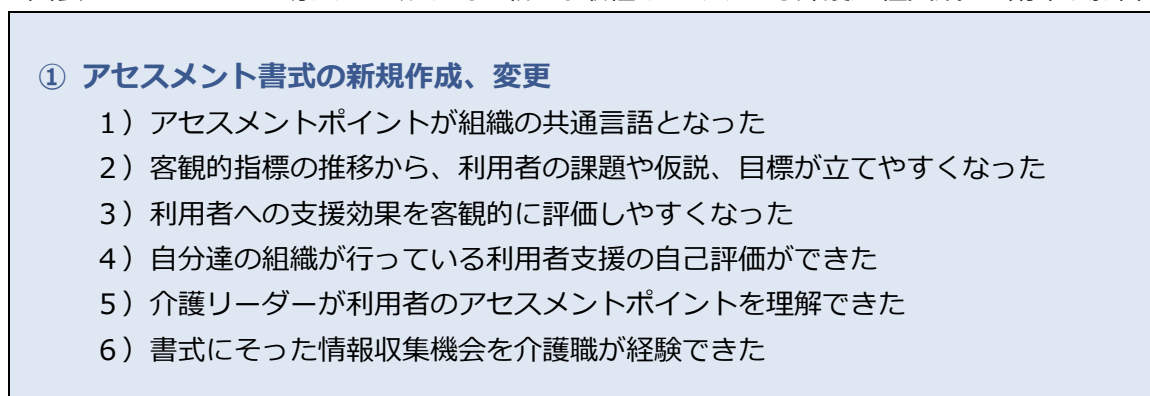 ① アセスメント書式の新規作成、変更
１）アセスメントポイントが組織の共通言語となった
２）客観的指標の推移から、利用者の課題や仮説、目標が立てやすくなった
３）利用者への支援効果を客観的に評価しやすくなった
４）自分達の組織が行っている利用者支援の自己評価ができた
５）介護リーダーが利用者のアセスメントポイントを理解できた
６）書式にそった情報収集機会を介護職が経験できた